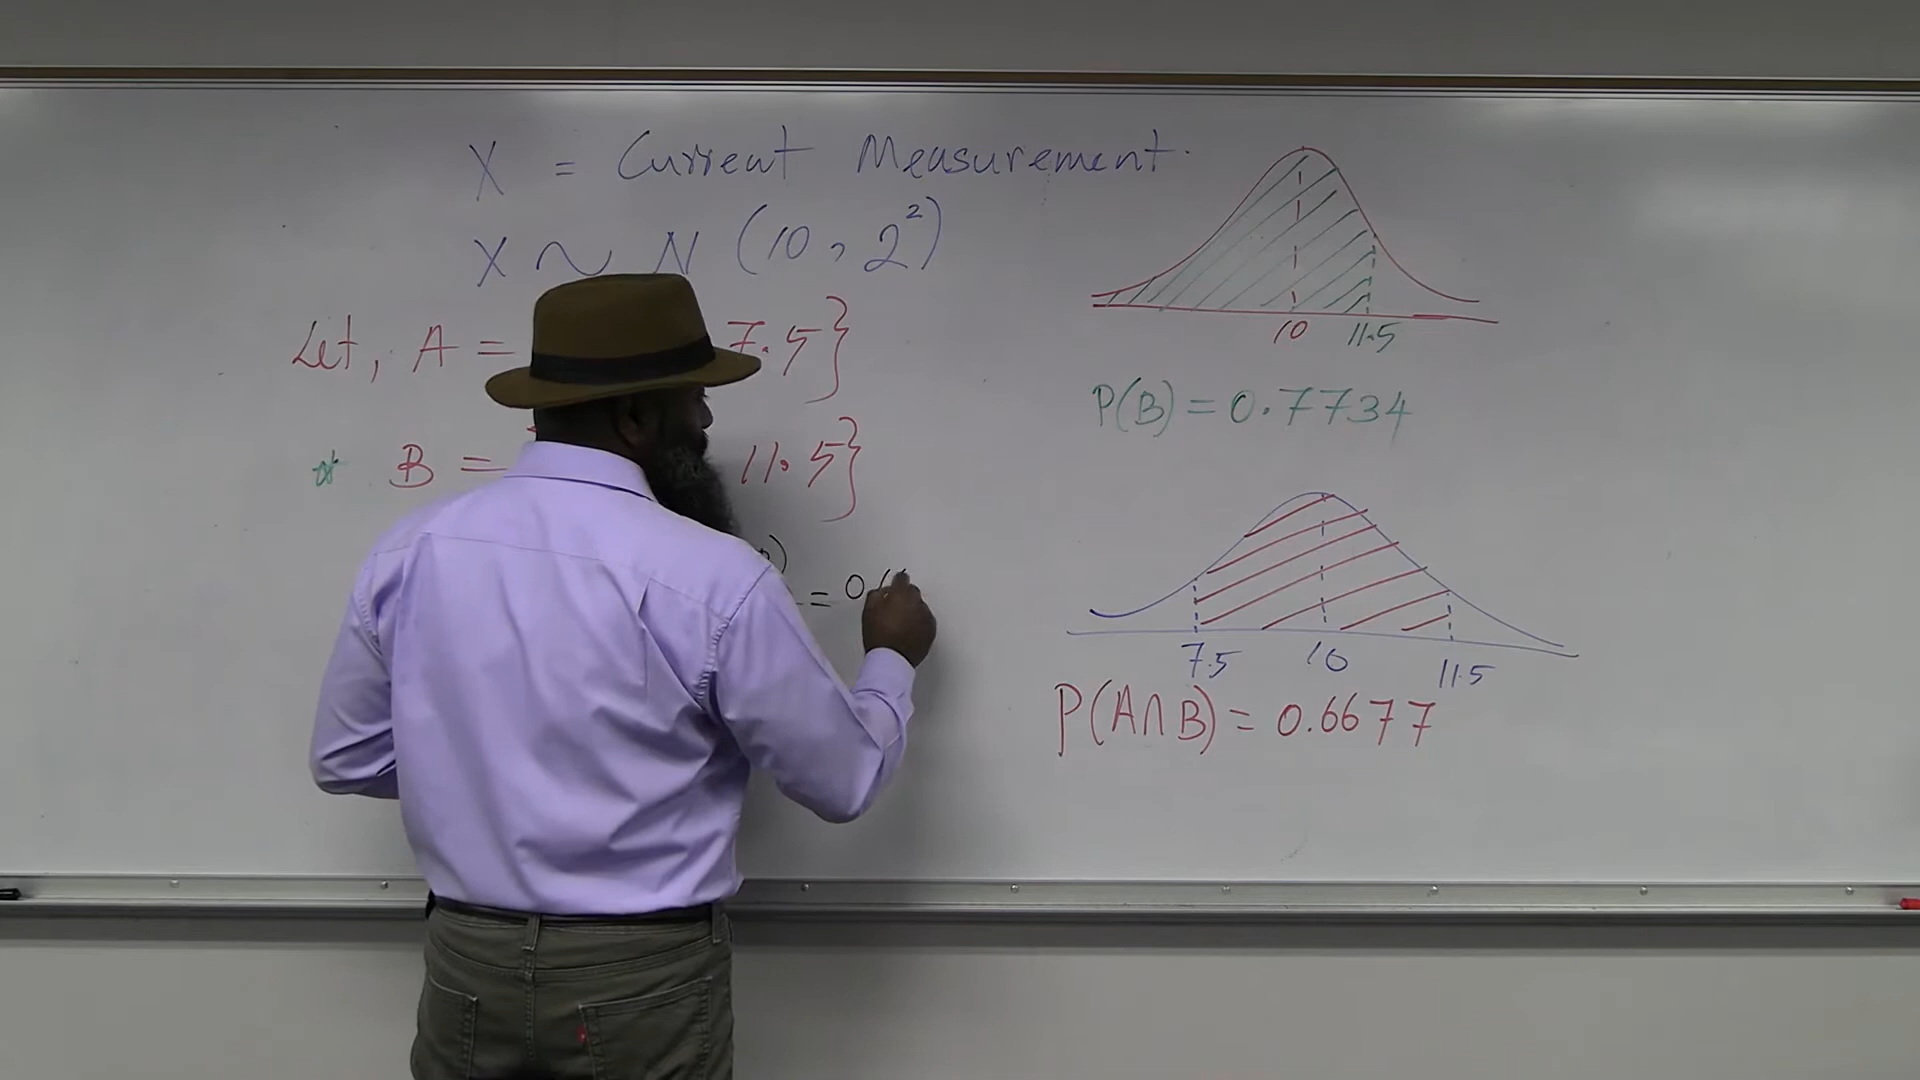 X = Current Measurement.
X ~ N (10, 2²)
Let, A = 7.5}
* B = 11.5}
= 0.
10 11.5
P(B) = 0.7734
7.5 10 11.5
P(A∩B) = 0.6677